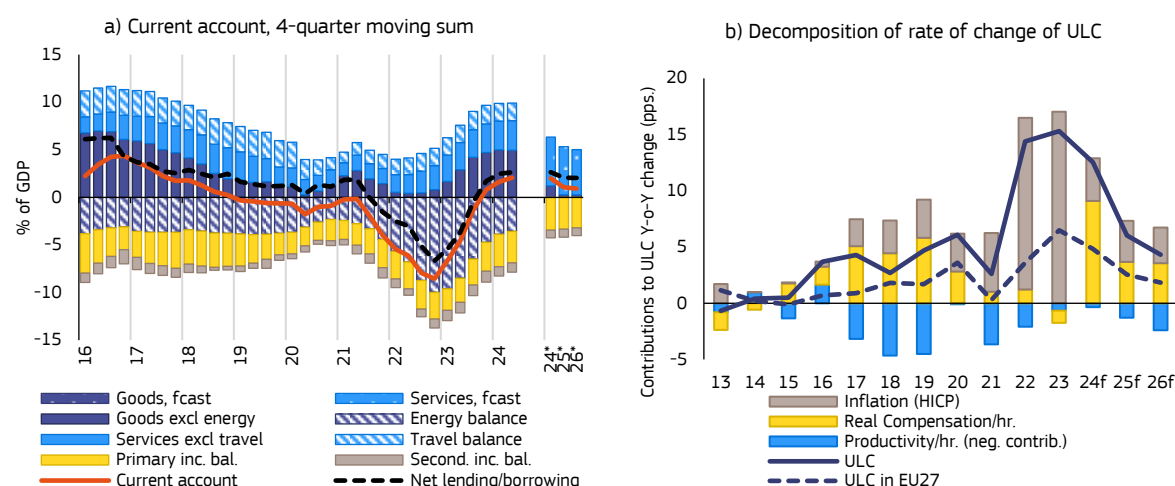 a) Current account, 4-quarter moving sum
% of GDP
15
10
5
0
-5
-10
-15
16 17 18 19 20 21 22 23 24 24* 25* 26*
Goods, fcast
Services, fcast
Goods excl energy
Energy balance
Services excl travel
Travel balance
Primary inc. bal.
Second. inc. bal.
Current account
Net lending/borrowing
b) Decomposition of rate of change of ULC
Contributions to ULC Y-o-Y change (pps.)
20
15
10
5
0
-5
13 14 15 16 17 18 19 20 21 22 23 24f 25f 26f
Inflation (HICP)
Real Compensation/hr.
Productivity/hr. (neg. contrib.)
ULC
ULC in EU27